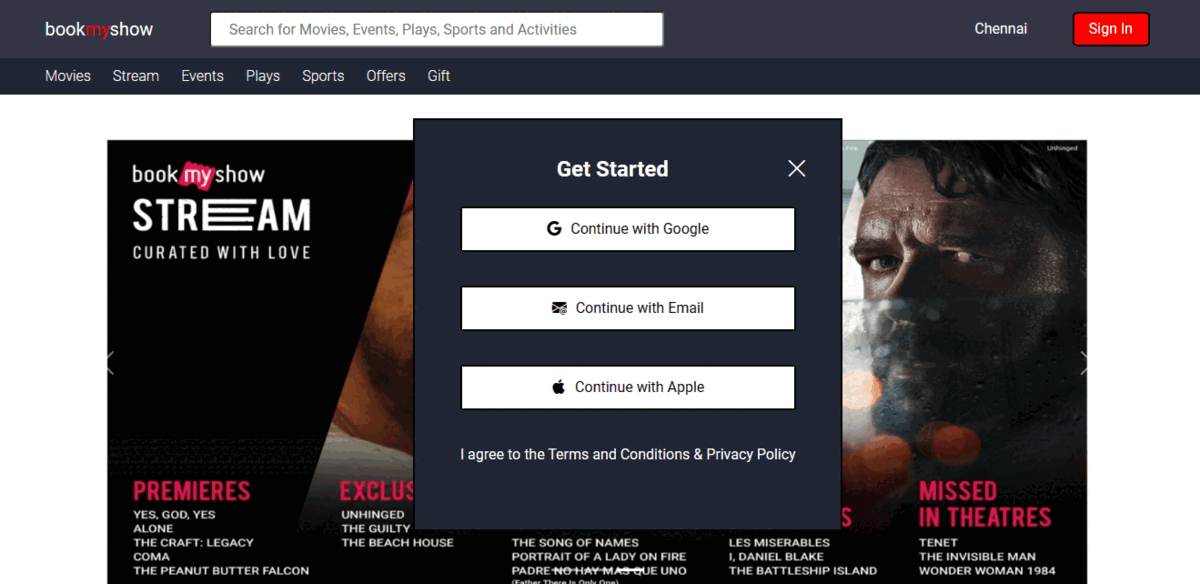 bookmyshow
Search for Movies, Events, Plays, Sports and Activities
Chennai
Sign In
Movies Stream Events Plays Sports Offers Gift
Get Started
Continue with Google
Continue with Email
Continue with Apple
I agree to the Terms and Conditions & Privacy Policy
book my show
STREAM
CURATED WITH LOVE
PREMIERES
YES, GOD, YES
ALONE
THE CRAFT: LEGACY
COMA
THE PEANUT BUTTER FALCON
EXCLUS
UNHINGED
THE GUILTY
THE BEACH HOUSE
THE SONG OF NAMES
PORTRAIT OF A LADY ON FIRE
PADRE NO HAY MAS QUE UNO
(Father There Is Only One)
S
LES MISERABLES
I, DANIEL BLAKE
THE BATTLESHIP ISLAND
Unhinged
MISSED
IN THEATRES
TENET
THE INVISIBLE MAN
WONDER WOMAN 1984